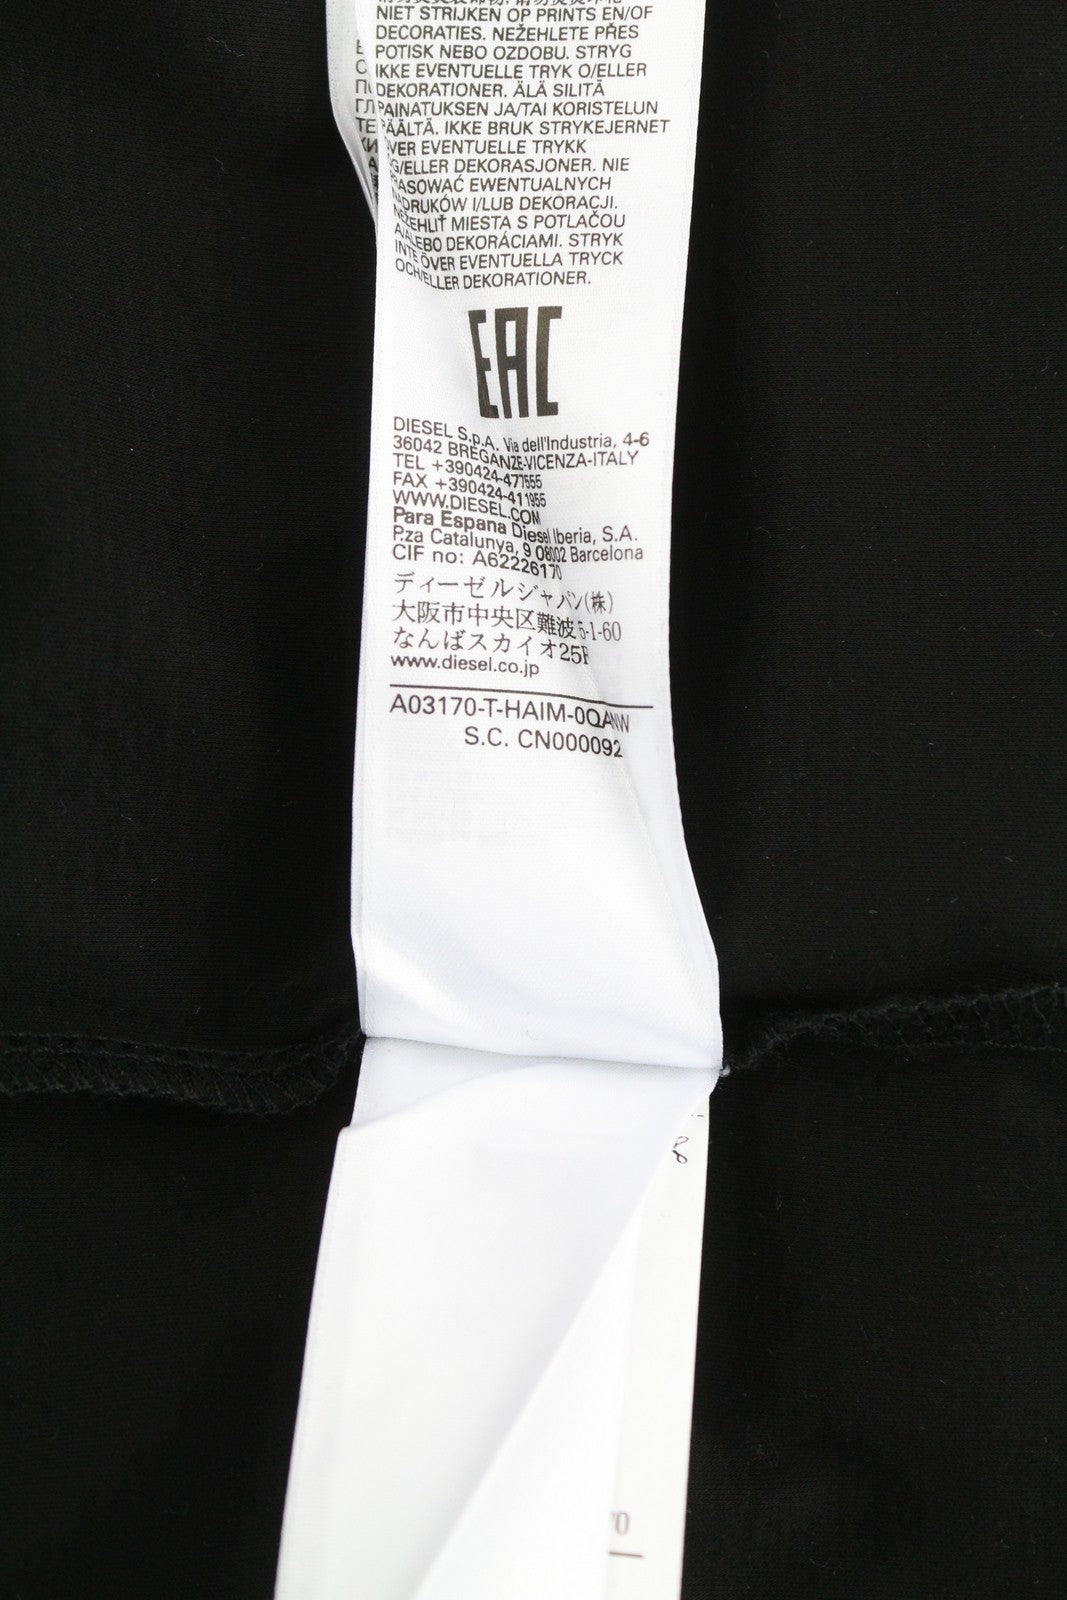 NIET STRIJKEN OP PRINTS EN/OF
DECORATIES. NEŽEHLETE PŘES
POTISK NEBO OZDOBU. STRYG
IKKE EVENTUELLE TRYK O/ELLER
DEKORATIONER. ÄLÄ SILITÄ
PAINATUKSEN JA/TAI KORISTELUN
PÄÄLTÄ. IKKE BRUK STRYKEJERNET
OVER EVENTUELLE TRYKK
OG/ELLER DEKORASJONER. NIE
PRASOWAĆ EWENTUALNYCH
NADRUKÓW I/LUB DEKORACJI.
NEŽEHLIŤ MIESTA S POTLAČOU
A/ALEBO DEKORÁCIAMI. STRYK
INTE ÖVER EVENTUELLA TRYCK
OCH/ELLER DEKORATIONER.
EAC
DIESEL S.p.A. Via dell'Industria, 4-6
36042 BREGANZE-VICENZA-ITALY
TEL +390424-477555
FAX +390424-411955
WWW.DIESEL.COM
Para Espana Diesel Iberia, S.A.
P.za Catalunya, 9 08002 Barcelona
CIF no: A62226170
ディーゼルジャパン(株)
大阪市中央区難波5-1-60
なんばスカイオ25F
www.diesel.co.jp
A03170-T-HAIM-0QANW
S.C. CN000092